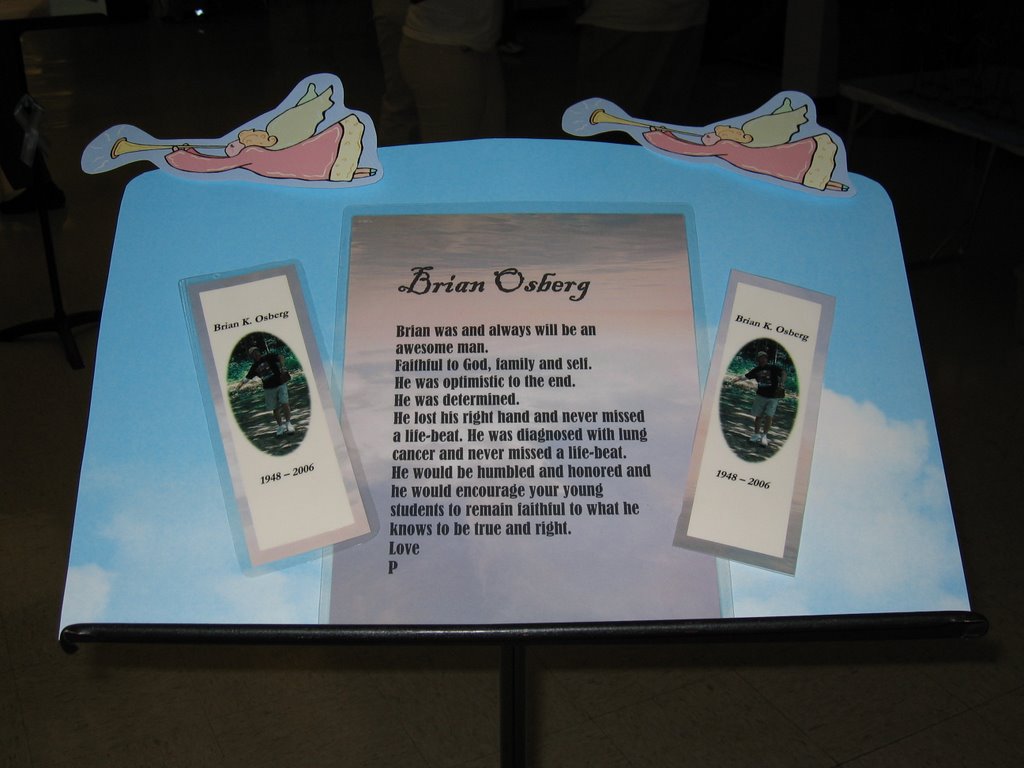 Brian Osberg
Brian was and always will be an
awesome man.
Faithful to God, family and self.
He was optimistic to the end.
He was determined.
He lost his right hand and never missed
a life-beat. He was diagnosed with lung
cancer and never missed a life-beat.
He would be humbled and honored and
he would encourage your young
students to remain faithful to what he
knows to be true and right.
Love
P
Brian K. Osberg
1948 – 2006
Brian K. Osberg
1948 – 2006